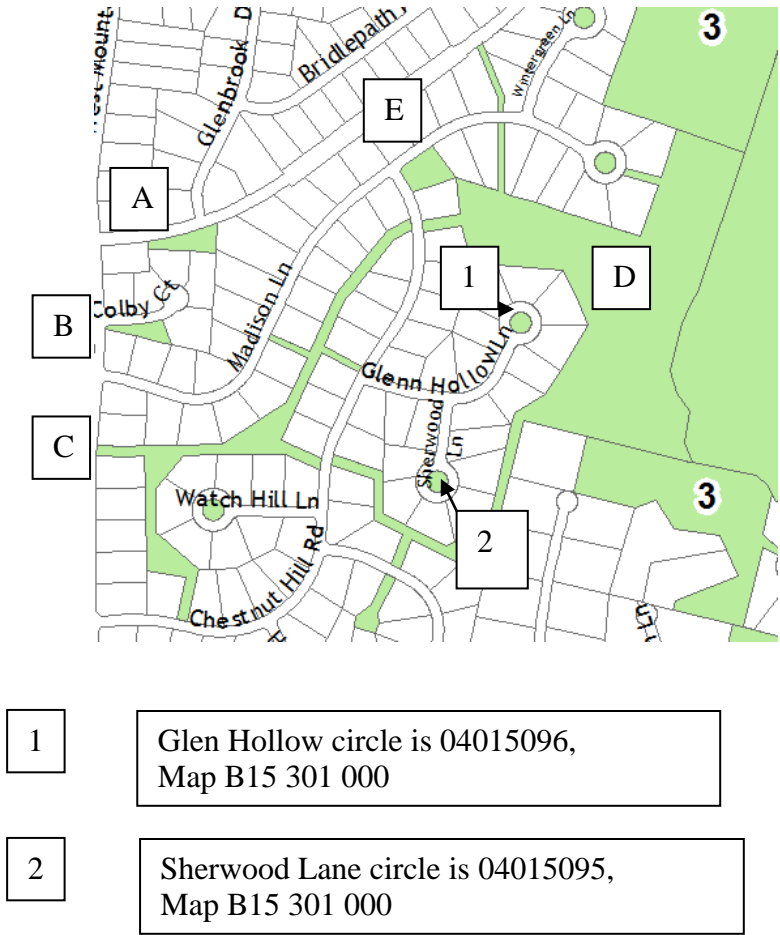 3
est Mount
Glenbrook D
Bridlepath
Wintergreen Ln
E
A
1
D
B
Colby Ct
Madison Ln
Glenn Hollow Ln
C
Sherwood Ln
3
Watch Hill Ln
2
Chestnut Hill Rd
1
Glen Hollow circle is 04015096,
Map B15 301 000
2
Sherwood Lane circle is 04015095,
Map B15 301 000